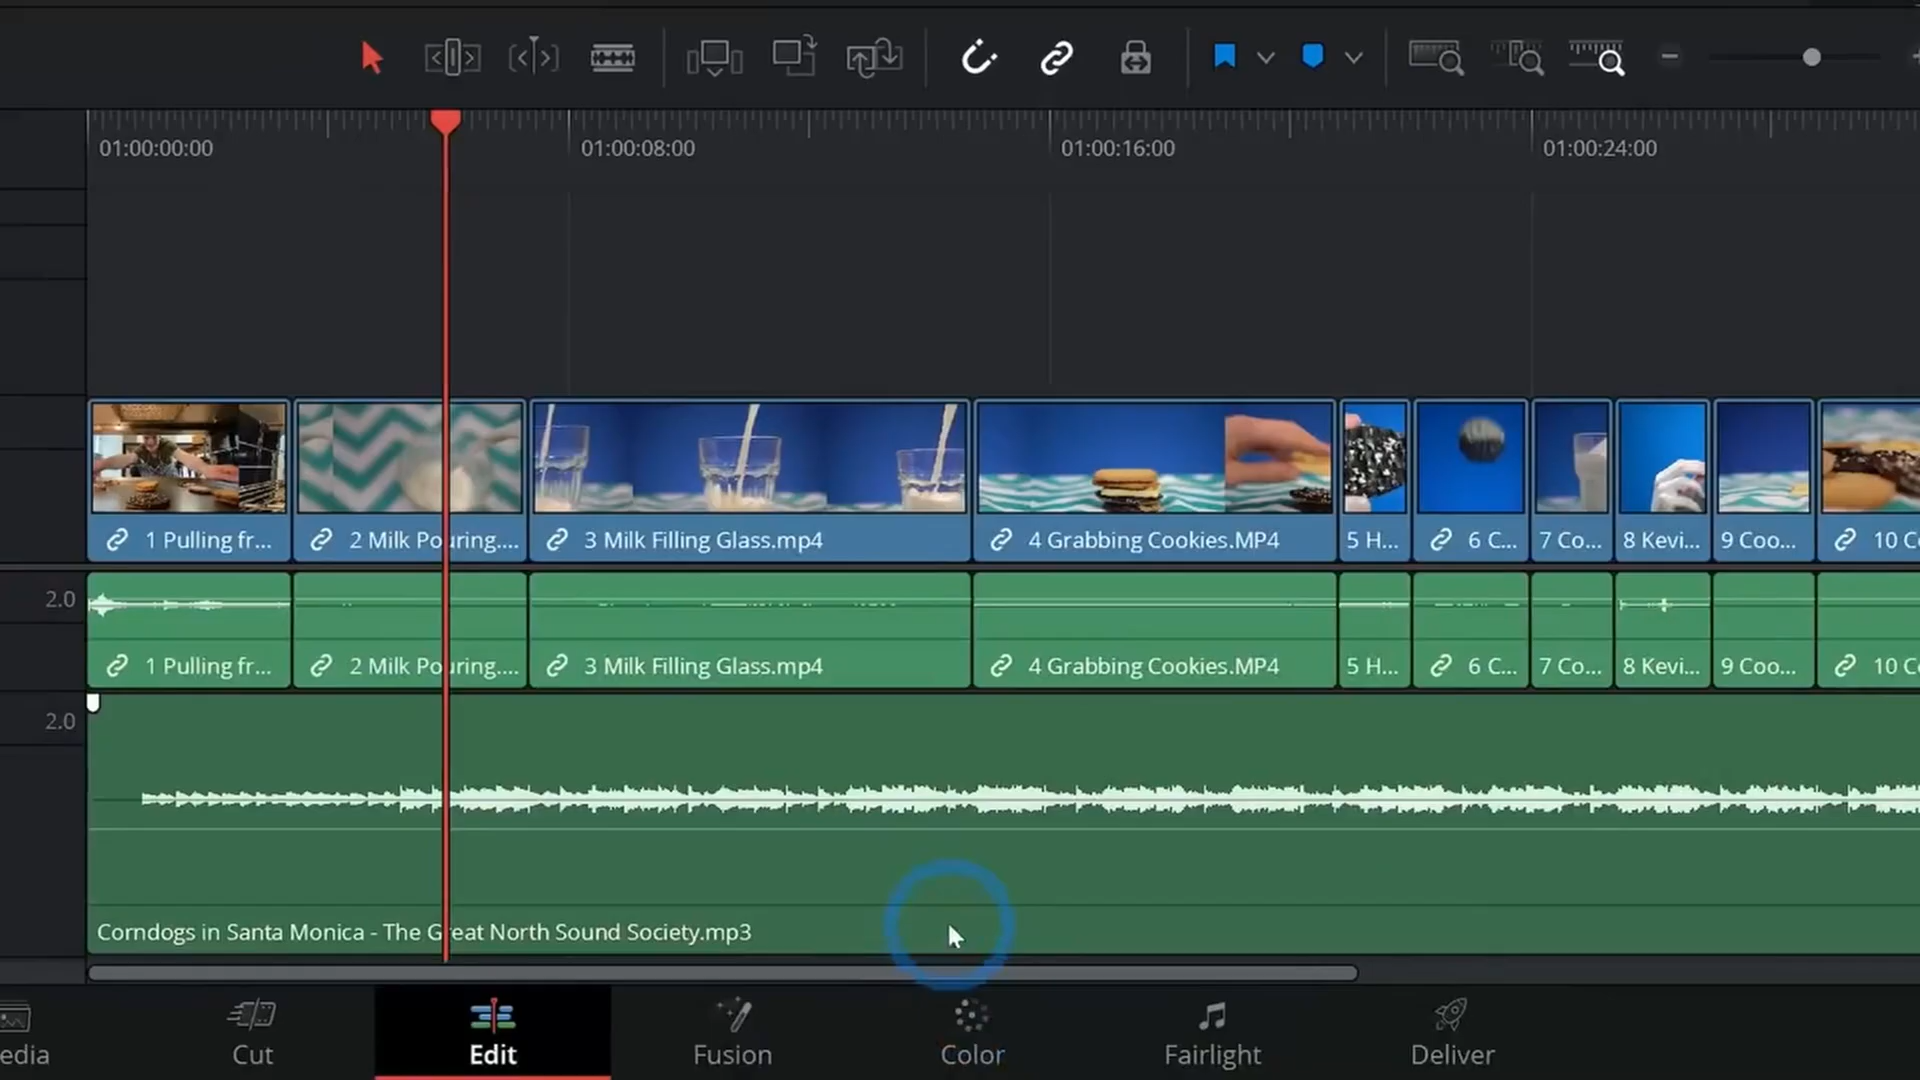 01:00:00:00 01:00:08:00 01:00:16:00 01:00:24:00
1 Pulling fr... 2 Milk Pouring.... 3 Milk Filling Glass.mp4 4 Grabbing Cookies.MP4 5 H... 6 C... 7 Co... 8 Kevi... 9 Coo... 10 C
2.0
1 Pulling fr... 2 Milk Pouring.... 3 Milk Filling Glass.mp4 4 Grabbing Cookies.MP4 5 H... 6 C... 7 Co... 8 Kevi... 9 Coo... 10 C
2.0
Corndogs in Santa Monica - The Great North Sound Society.mp3
edia Cut Edit Fusion Color Fairlight Deliver